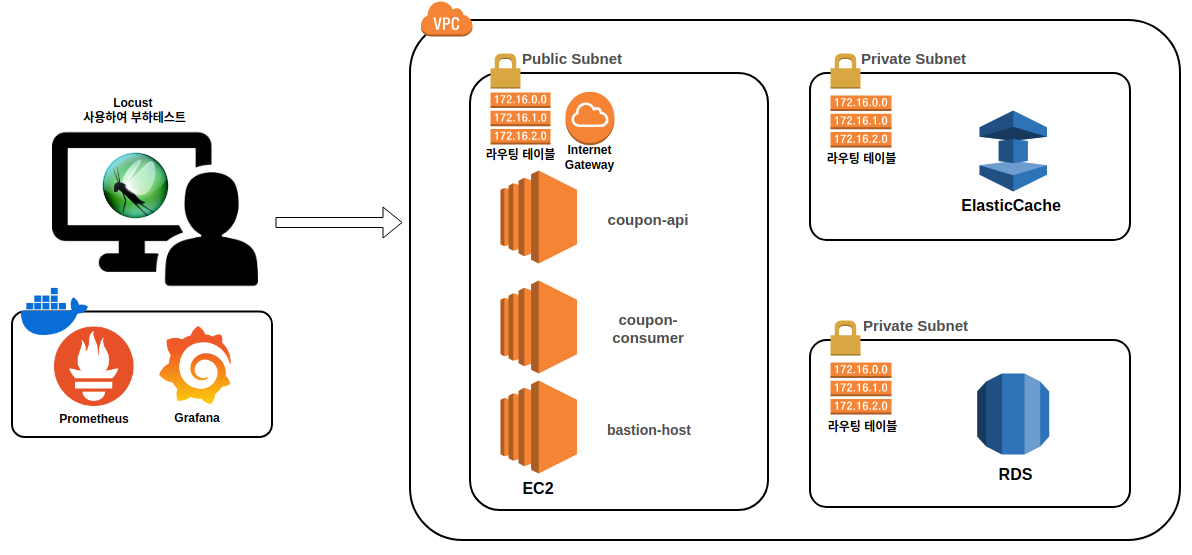 VPC
Public Subnet
172.16.0.0
172.16.1.0
172.16.2.0
라우팅 테이블
Internet
Gateway
coupon-api
coupon-
consumer
bastion-host
EC2
Private Subnet
172.16.0.0
172.16.1.0
172.16.2.0
라우팅 테이블
ElasticCache
Private Subnet
172.16.0.0
172.16.1.0
172.16.2.0
라우팅 테이블
RDS
Locust
사용하여 부하테스트
Prometheus
Grafana